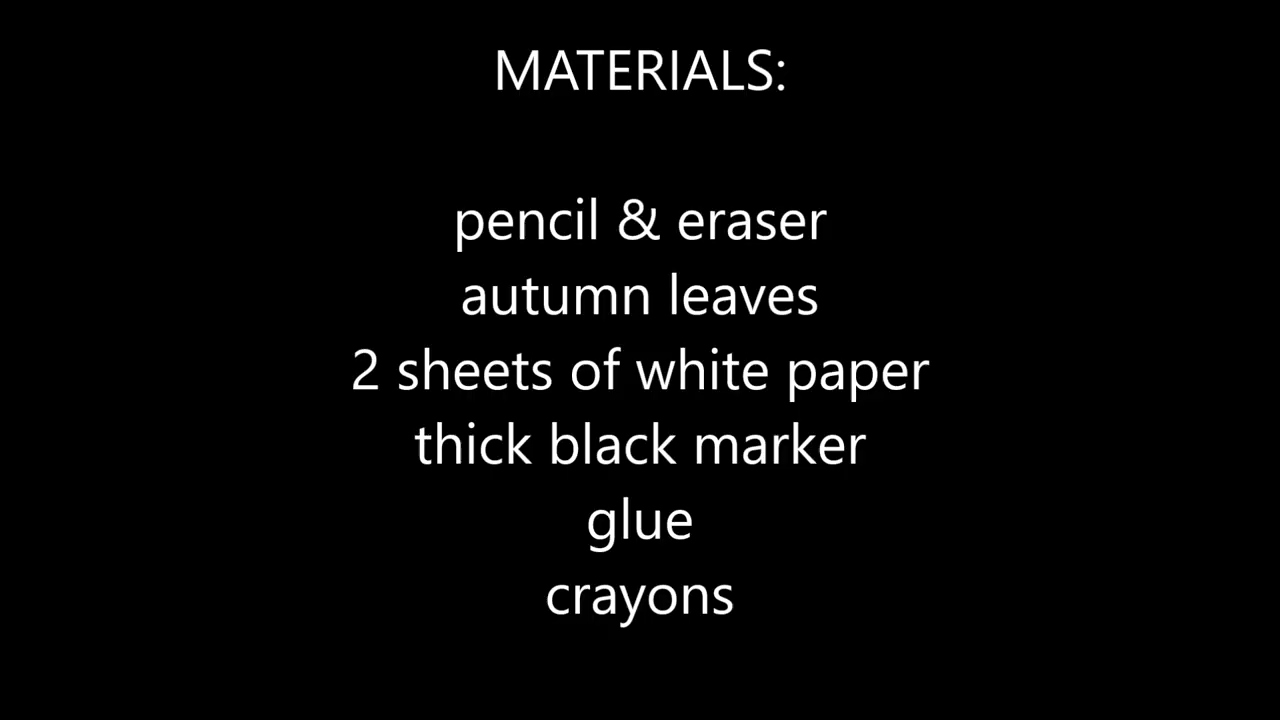 MATERIALS:
pencil & eraser
autumn leaves
2 sheets of white paper
thick black marker
glue
crayons